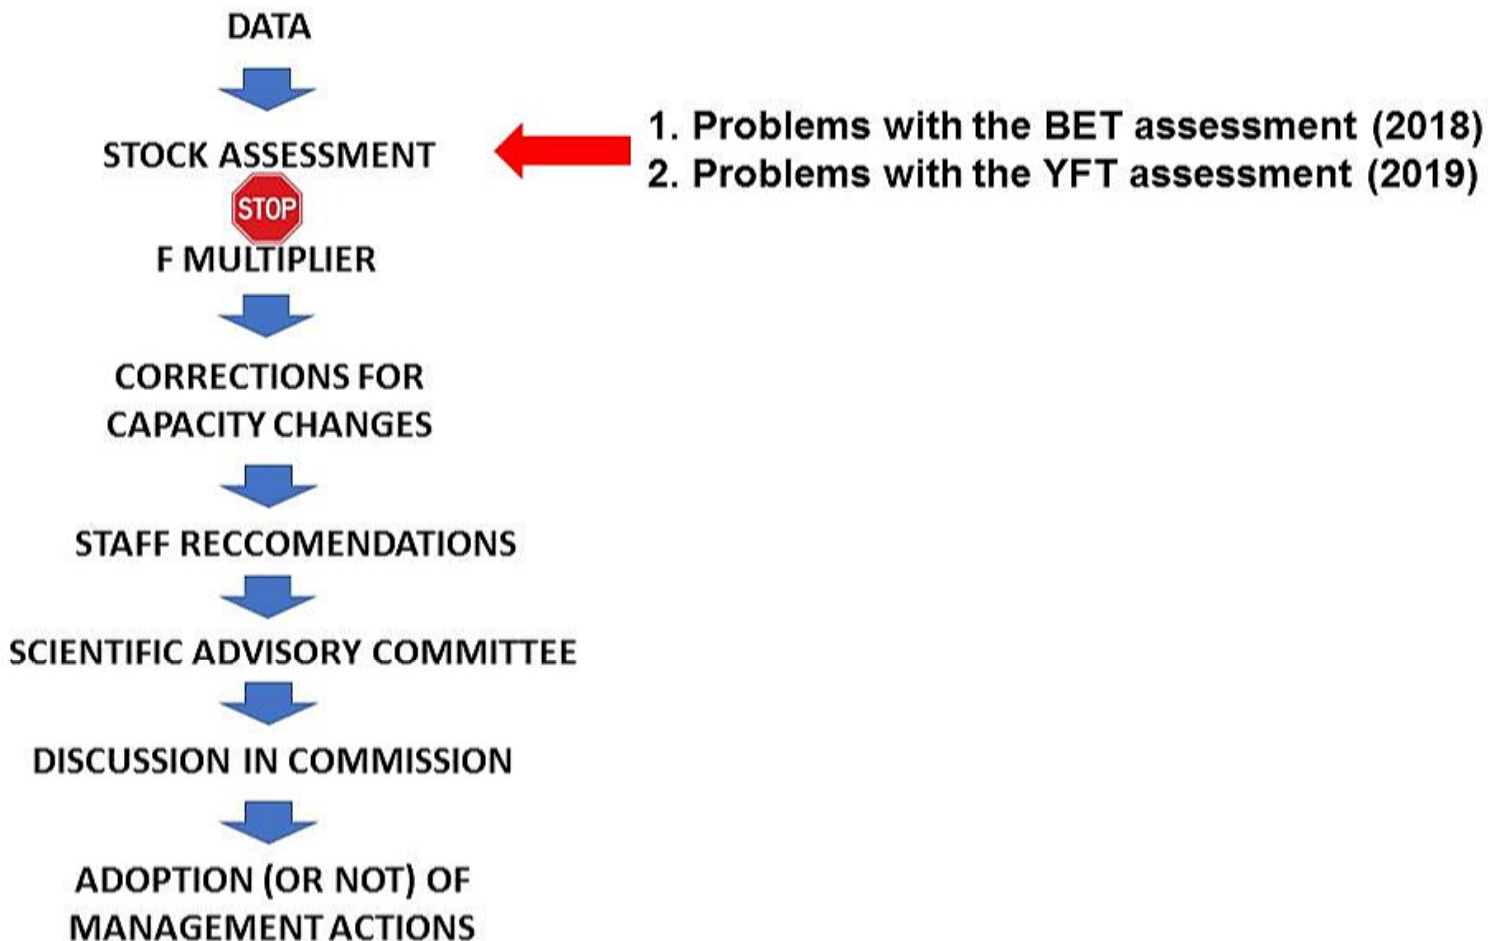 DATA
STOCK ASSESSMENT
1. Problems with the BET assessment (2018)
2. Problems with the YFT assessment (2019)
STOP
F MULTIPLIER
CORRECTIONS FOR
CAPACITY CHANGES
STAFF RECCOMENDATIONS
SCIENTIFIC ADVISORY COMMITTEE
DISCUSSION IN COMMISSION
ADOPTION (OR NOT) OF
MANAGEMENT ACTIONS